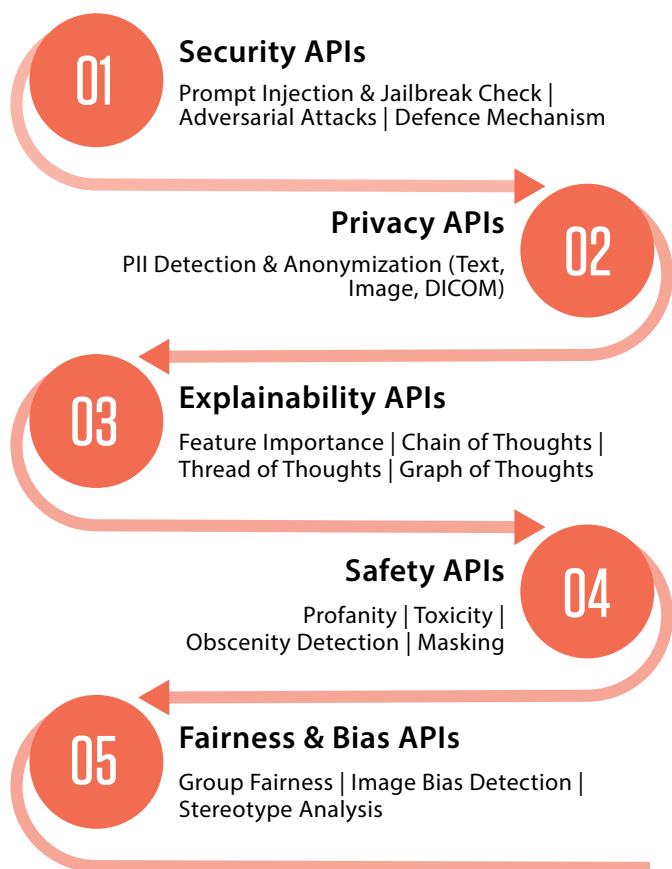 01
Security APIs
Prompt Injection & Jailbreak Check |
Adversarial Attacks | Defence Mechanism
02
Privacy APIs
PII Detection & Anonymization (Text,
Image, DICOM)
03
Explainability APIs
Feature Importance | Chain of Thoughts |
Thread of Thoughts | Graph of Thoughts
04
Safety APIs
Profanity | Toxicity |
Obscenity Detection | Masking
05
Fairness & Bias APIs
Group Fairness | Image Bias Detection |
Stereotype Analysis